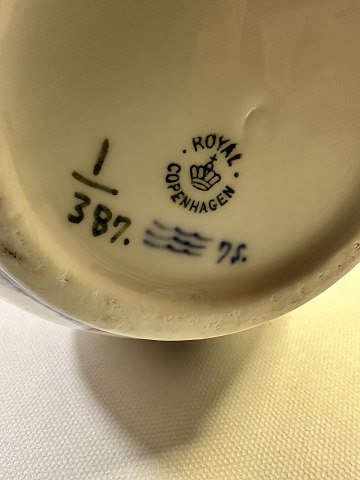 · ROYAL ·
COPENHAGEN
1
387.
75.